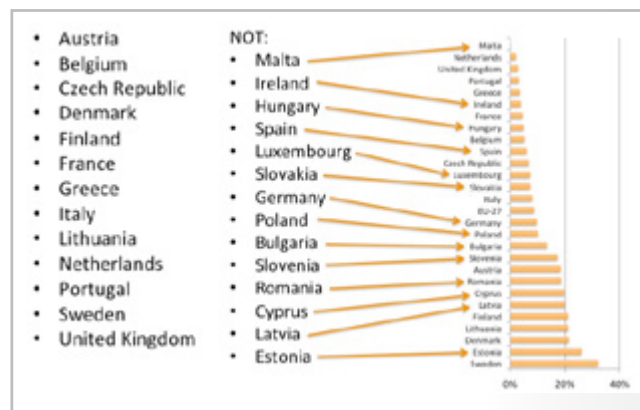 • Austria
• Belgium
• Czech Republic
• Denmark
• Finland
• France
• Greece
• Italy
• Lithuania
• Netherlands
• Portugal
• Sweden
• United Kingdom
NOT:
• Malta
• Ireland
• Hungary
• Spain
• Luxembourg
• Slovakia
• Germany
• Poland
• Bulgaria
• Slovenia
• Romania
• Cyprus
• Latvia
• Estonia
Malta
Netherlands
United Kingdom
Portugal
Greece
Ireland
France
Hungary
Belgium
Spain
Czech Republic
Luxembourg
Slovakia
Italy
EU-27
Germany
Poland
Bulgaria
Slovenia
Austria
Romania
Cyprus
Latvia
Finland
Lithuania
Denmark
Estonia
Sweden
0% 20% 40%